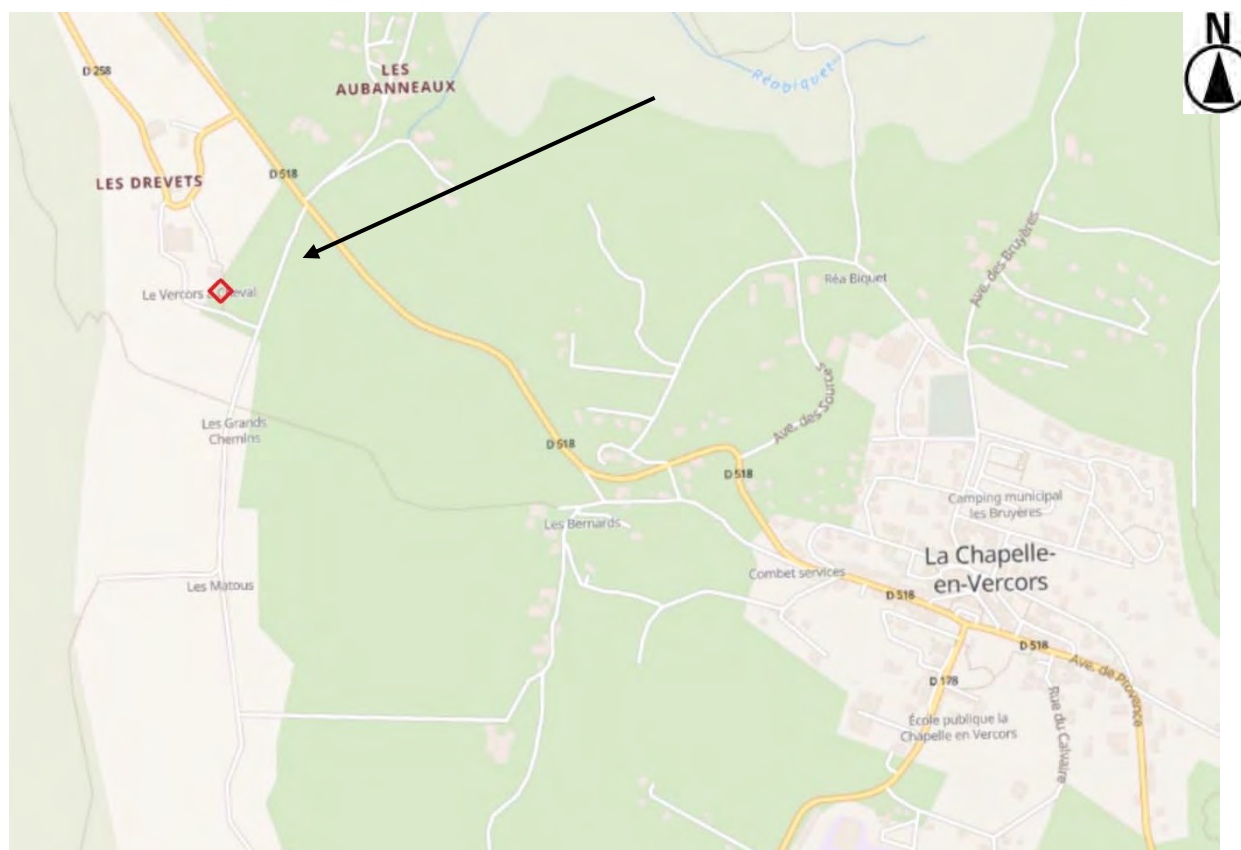 N
D 258
LES
AUBANNEAUX
Réobiquet
LES DREVETS
D 518
Ave. des Bruyères
Le Vercors à Cheval
Réa Biquet
Les Grands
Chemins
Ave. des Sources
D 518
D 518
Camping municipal
les Bruyères
Les Bernards
La Chapelle-
en-Vercors
Combet services
Les Matous
D 518
D 518
Ave. de Provence
D 178
Rue du Calvaire
École publique la
Chapelle en Vercors